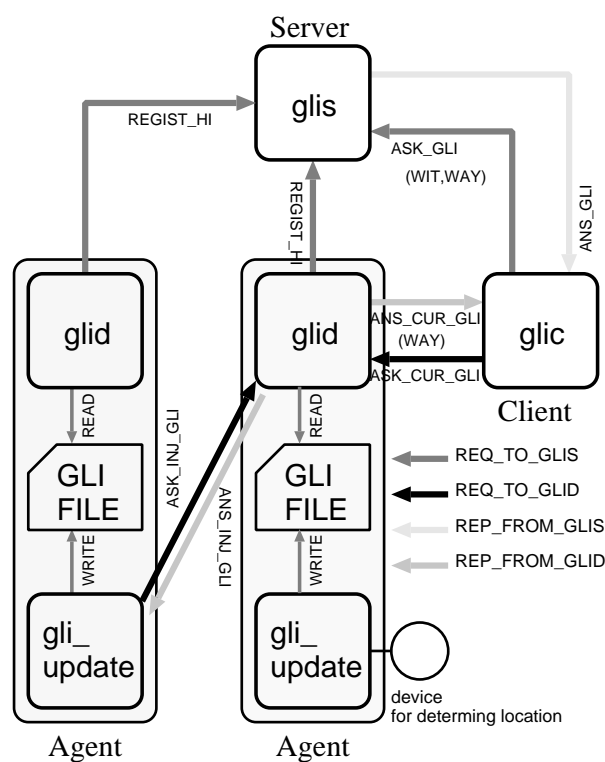 Server
glis
REGIST_HI
ASK_GLI
(WIT,WAY)
ANS_GLI
REGIST_HI
glid
glid
ANS_CUR_GLI
(WAY)
ASK_CUR_GLI
glic
Client
READ
READ
ASK_INJ_GLI
ANS_INJ_GLI
GLI
FILE
GLI
FILE
REQ_TO_GLIS
REQ_TO_GLID
REP_FROM_GLIS
REP_FROM_GLID
WRITE
WRITE
gli_
update
gli_
update
device
for determing location
Agent
Agent